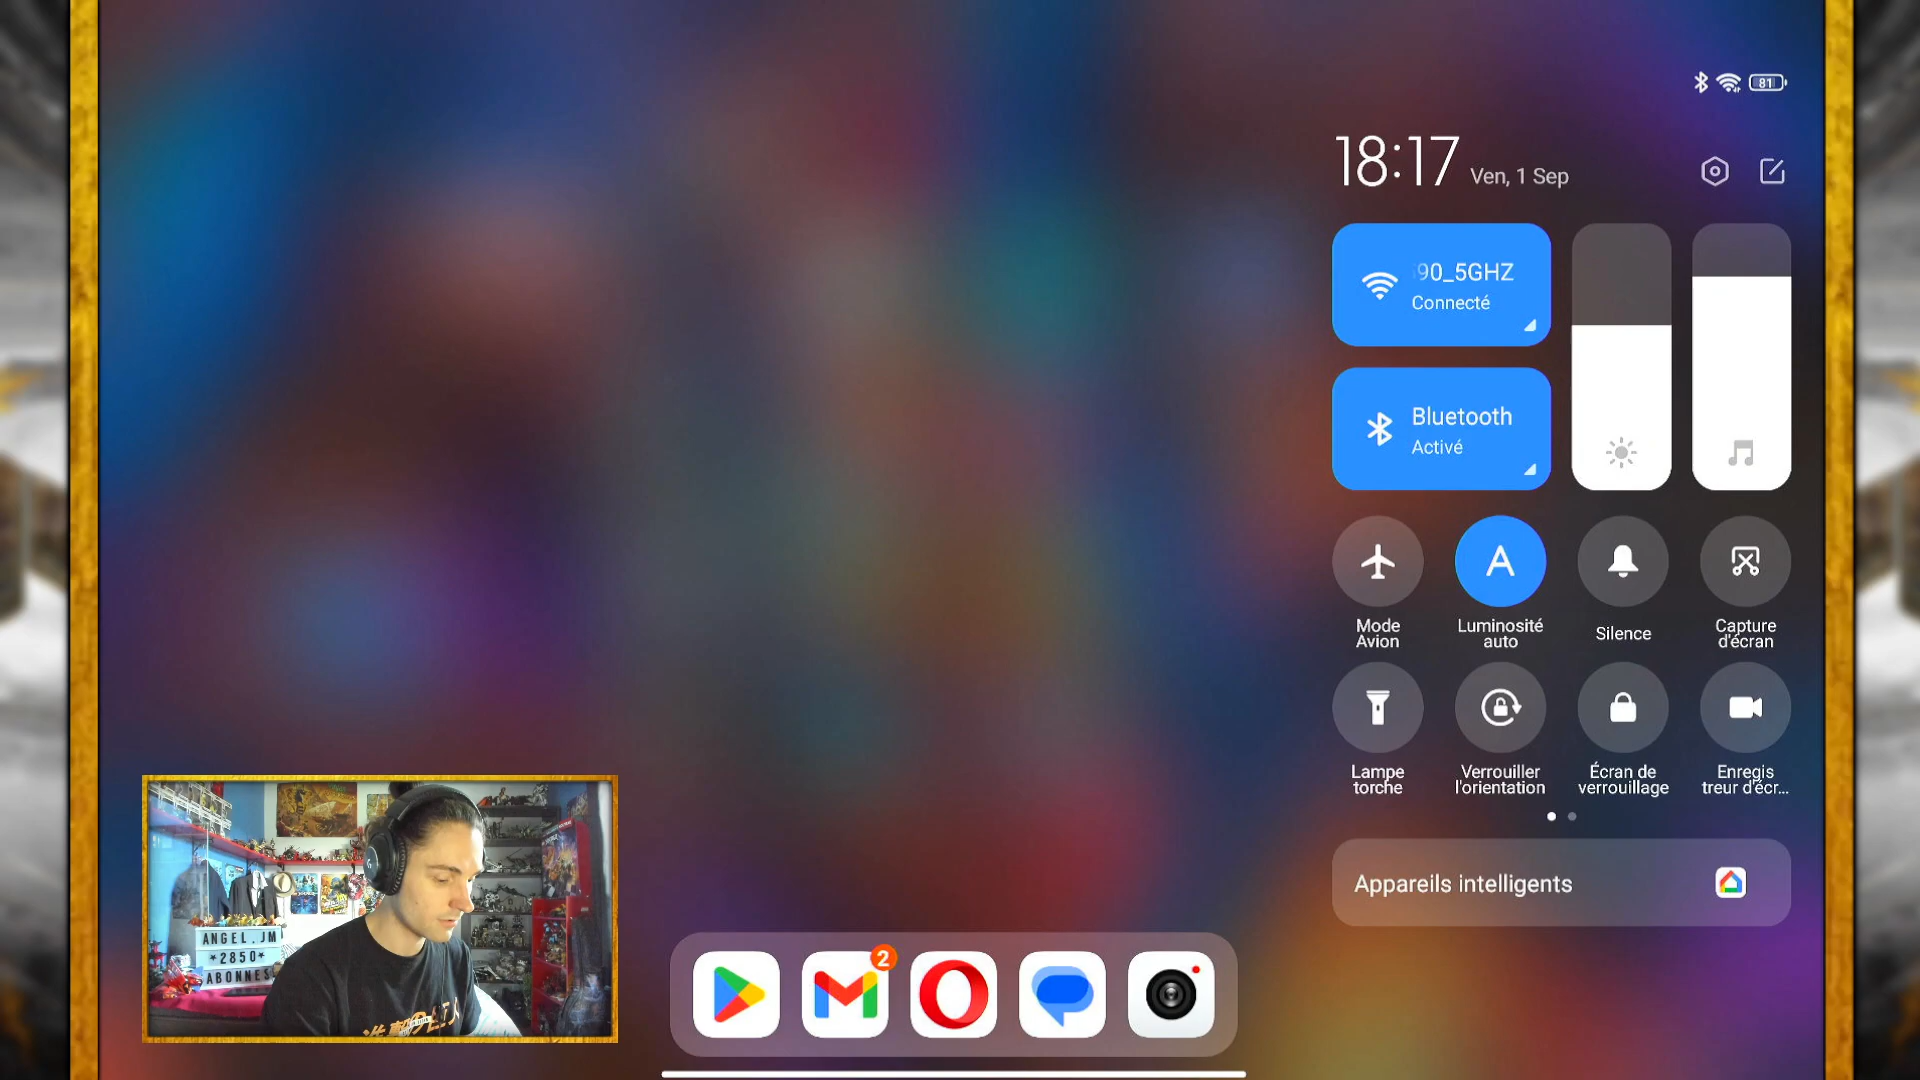 81
18:17 Ven, 1 Sep
90_5GHZ
Connecté
Bluetooth
Activé
Mode
Avion
Luminosité
auto
Silence
Capture
d'écran
Lampe
torche
Verrouiller
l'orientation
Écran de
verrouillage
Enregis
treur d'écr...
Appareils intelligents
2
ANGEL.JM
*2850*
ABONNES